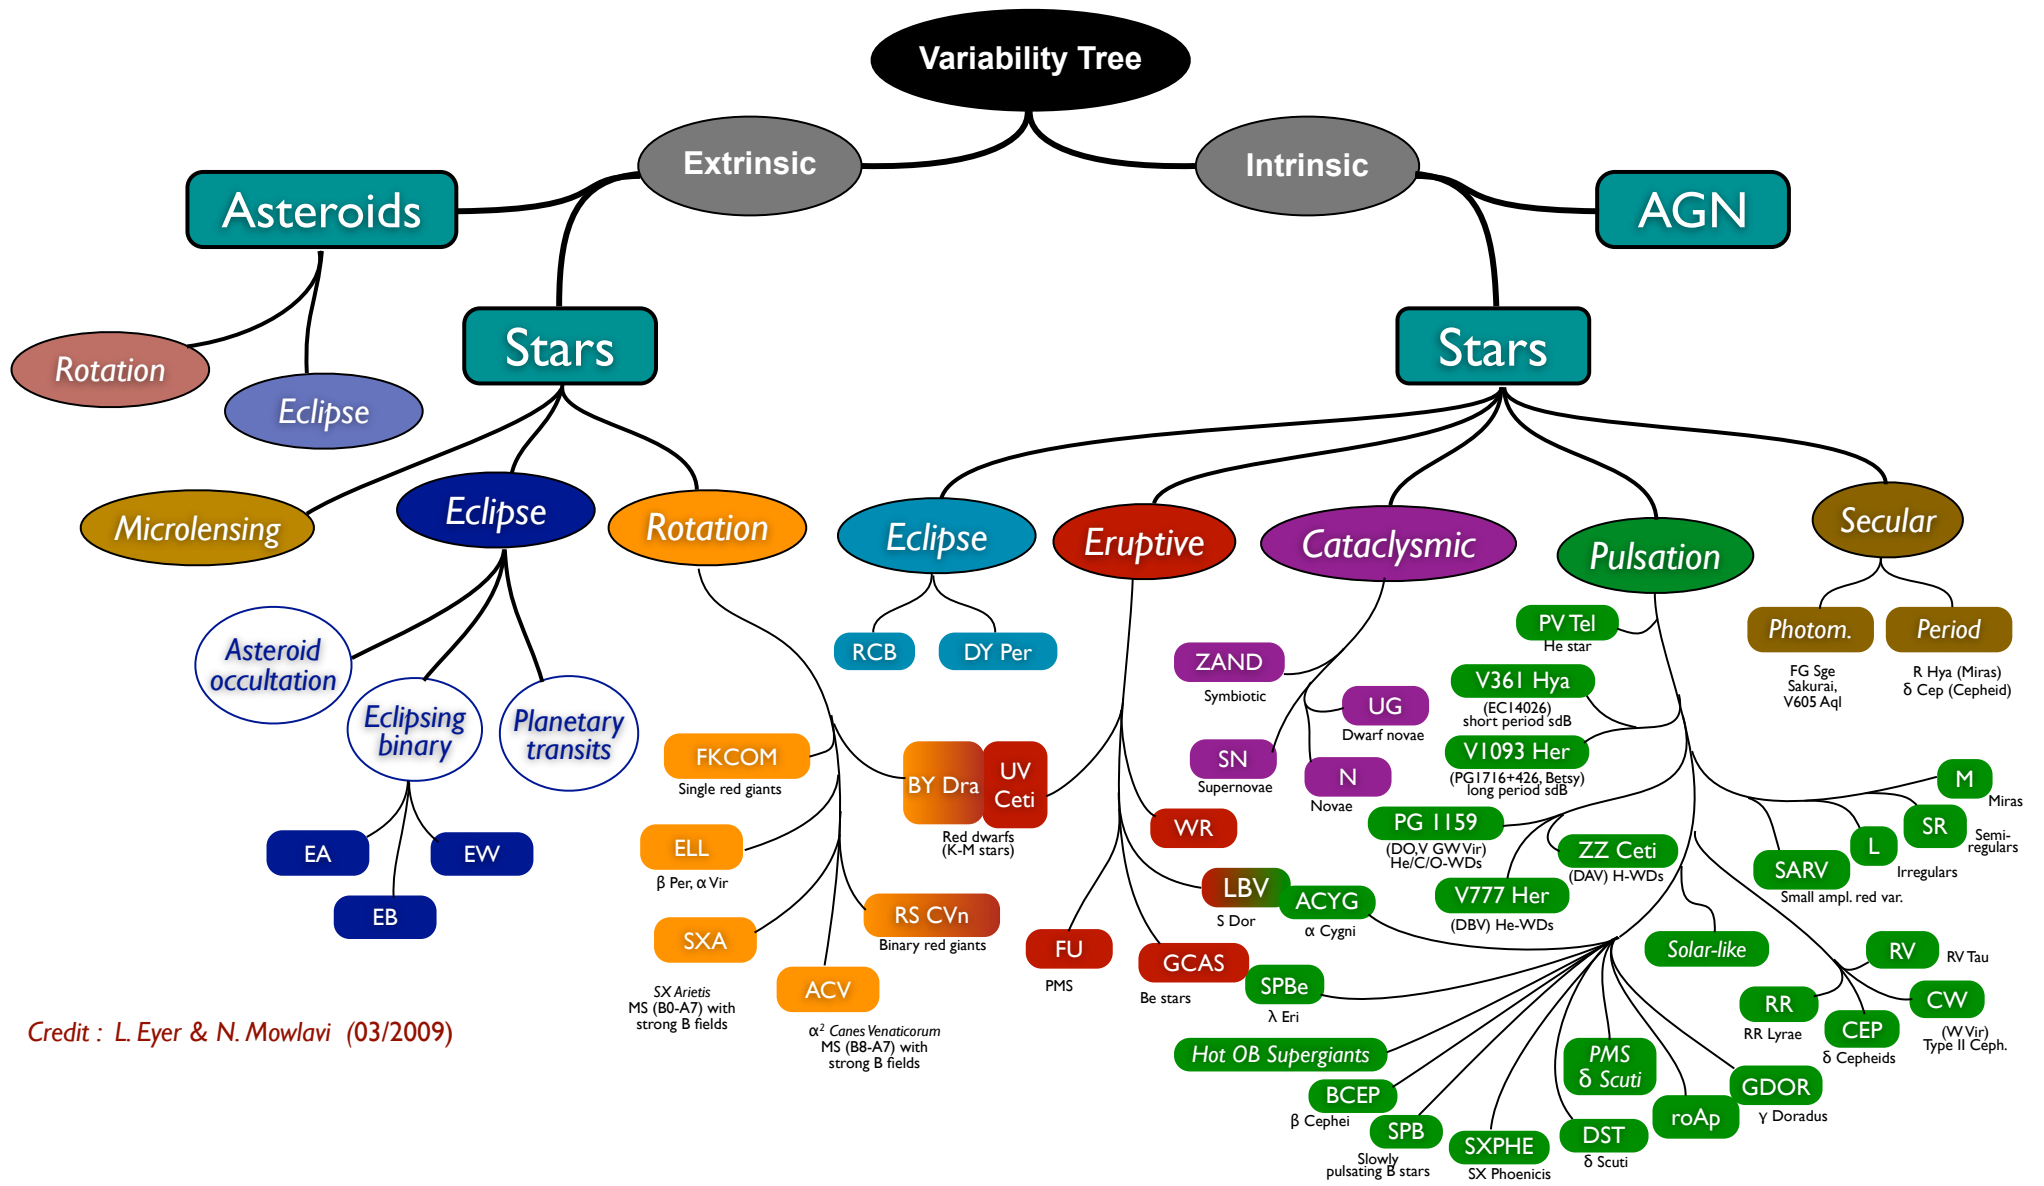 Variability Tree
Extrinsic
Intrinsic
Asteroids
AGN
Stars
Stars
Rotation
Eclipse
Microlensing
Eclipse
Rotation
Eclipse
Eruptive
Cataclysmic
Pulsation
Secular
Asteroid
occultation
Eclipsing
binary
Planetary
transits
EA
EB
EW
FKCOM
Single red giants
ELL
β Per, α Vir
SXA
SX Arietis
MS (B0-A7) with
strong B fields
ACV
α² Canes Venaticorum
MS (B8-A7) with
strong B fields
RS CVn
Binary red giants
BY Dra
UV
Ceti
Red dwarfs
(K-M stars)
RCB
DY Per
WR
LBV
S Dor
FU
PMS
GCAS
Be stars
ZAND
Symbiotic
UG
Dwarf novae
SN
Supernovae
N
Novae
PV Tel
He star
V361 Hya
(EC14026)
short period sdB
V1093 Her
(PG1716+426, Betsy)
long period sdB
PG 1159
(DO,V GW Vir)
He/C/O-WDs
ZZ Ceti
(DAV) H-WDs
V777 Her
(DBV) He-WDs
Photom.
FG Sge
Sakurai,
V605 Aql
Period
R Hya (Miras)
δ Cep (Cepheid)
M
Miras
SR
Semi-
regulars
L
Irregulars
SARV
Small ampl. red var.
Solar-like
RV
RV Tau
CW
(W Vir)
Type II Ceph.
CEP
δ Cepheids
RR
RR Lyrae
ACYG
α Cygni
SPBe
λ Eri
Hot OB Supergiants
BCEP
β Cephei
SPB
Slowly
pulsating B stars
SXPHE
SX Phoenicis
DST
δ Scuti
PMS
δ Scuti
roAp
GDOR
γ Doradus
Credit : L. Eyer & N. Mowlavi (03/2009)